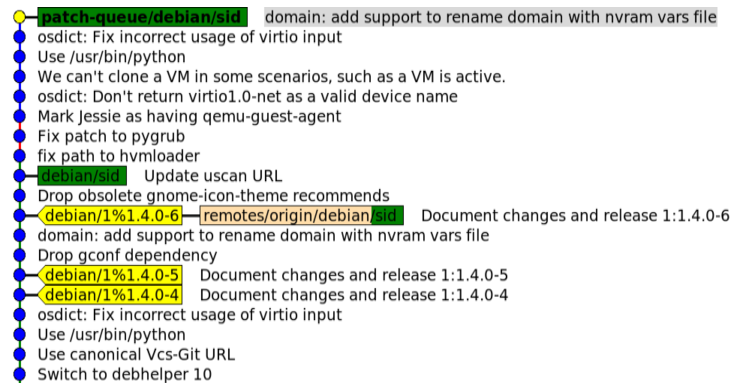 patch-queue/debian/sid domain: add support to rename domain with nvram vars file
osdict: Fix incorrect usage of virtio input
Use /usr/bin/python
We can't clone a VM in some scenarios, such as a VM is active.
osdict: Don't return virtio1.0-net as a valid device name
Mark Jessie as having qemu-guest-agent
Fix patch to pygrub
fix path to hvmloader
debian/sid Update uscan URL
Drop obsolete gnome-icon-theme recommends
debian/1%1.4.0-6 remotes/origin/debian/sid Document changes and release 1:1.4.0-6
domain: add support to rename domain with nvram vars file
Drop gconf dependency
debian/1%1.4.0-5 Document changes and release 1:1.4.0-5
debian/1%1.4.0-4 Document changes and release 1:1.4.0-4
osdict: Fix incorrect usage of virtio input
Use /usr/bin/python
Use canonical Vcs-Git URL
Switch to debhelper 10